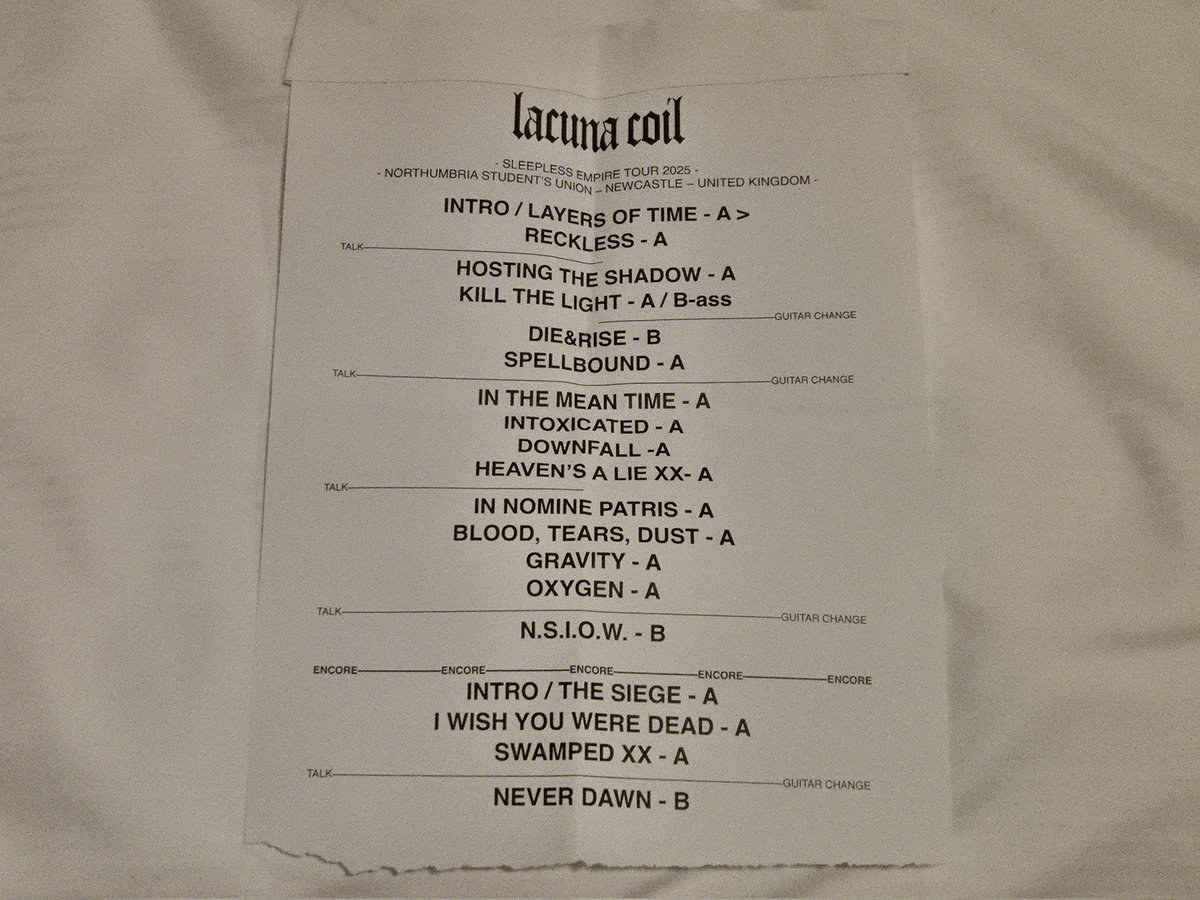 lacuna coil
- SLEEPLESS EMPIRE TOUR 2025 -
- NORTHUMBRIA STUDENT'S UNION – NEWCASTLE – UNITED KINGDOM -
INTRO / LAYERS OF TIME - A >
RECKLESS - A
TALK
HOSTING THE SHADOW - A
KILL THE LIGHT - A / B-ass
GUITAR CHANGE
DIE&RISE - B
SPELLBOUND - A
TALK GUITAR CHANGE
IN THE MEAN TIME - A
INTOXICATED - A
DOWNFALL -A
HEAVEN'S A LIE XX- A
TALK
IN NOMINE PATRIS - A
BLOOD, TEARS, DUST - A
GRAVITY - A
OXYGEN - A
TALK GUITAR CHANGE
N.S.I.O.W. - B
ENCORE ENCORE ENCORE ENCORE ENCORE
INTRO / THE SIEGE - A
I WISH YOU WERE DEAD - A
SWAMPED XX - A
TALK GUITAR CHANGE
NEVER DAWN - B